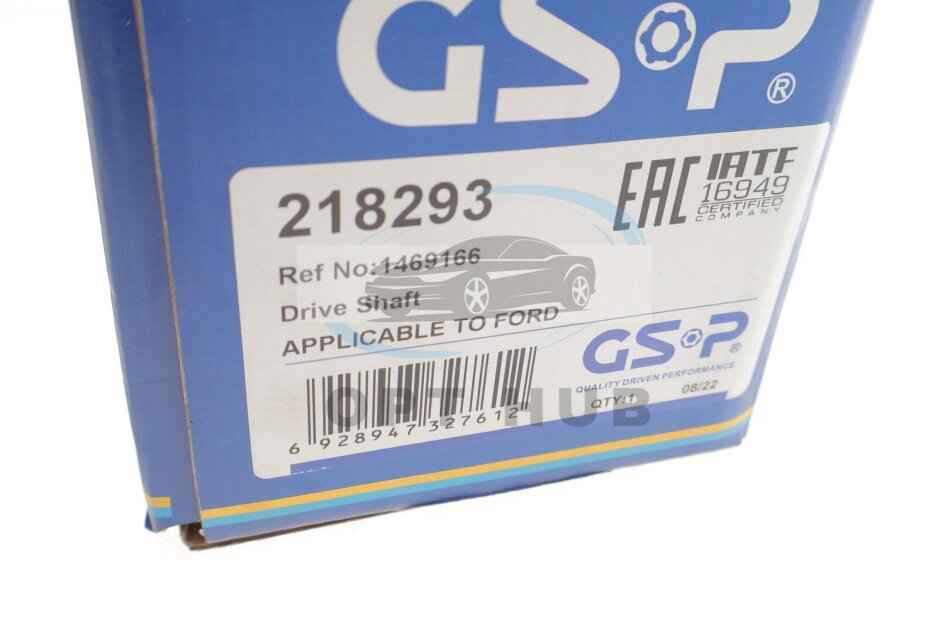 GSP®
218293
EAC
IATF
16949
CERTIFIED
COMPANY
Ref No:1469166
Drive Shaft
APPLICABLE TO FORD
GSP®
QUALITY DRIVEN PERFORMANCE
QTY:1 08/22
6 928947 327612
OPT HUB